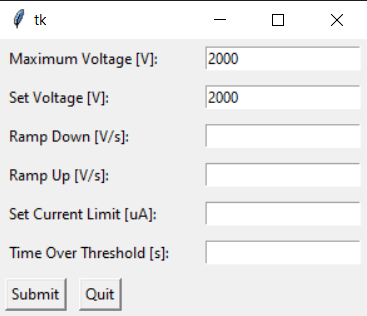 tk
Maximum Voltage [V]: 2000
Set Voltage [V]: 2000
Ramp Down [V/s]:
Ramp Up [V/s]:
Set Current Limit [uA]:
Time Over Threshold [s]:
Submit Quit